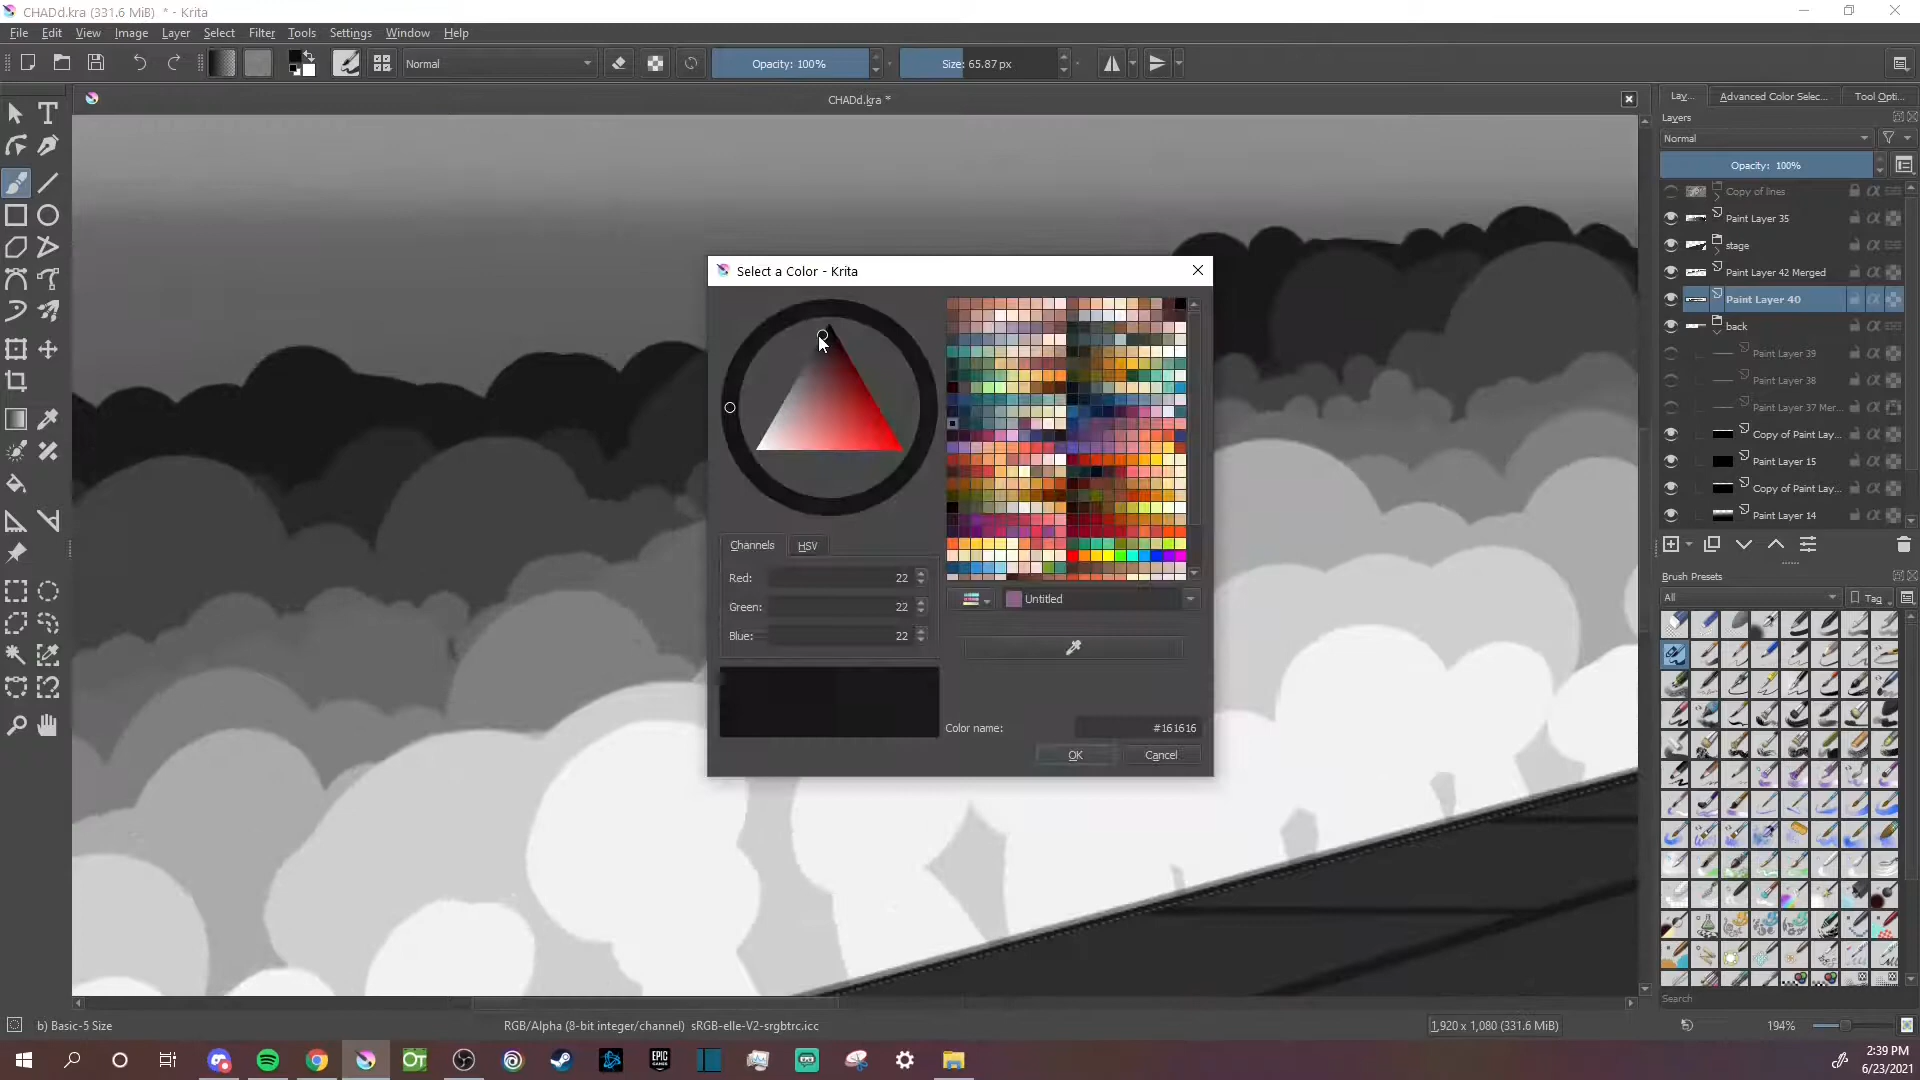 CHADd.kra (331.6 MiB)  * - Krita
File Edit View Image Layer Select Filter Tools Settings Window Help
Normal Opacity: 100% Size: 65.87 px
CHADd.kra *
Lay... Advanced Color Selec... Tool Opti...
Layers
Normal
Opacity: 100%
Copy of lines
Paint Layer 35
stage
Paint Layer 42 Merged
Paint Layer 40
back
Paint Layer 39
Paint Layer 38
Paint Layer 37 Mer...
Copy of Paint Lay...
Paint Layer 15
Copy of Paint Lay...
Paint Layer 14
Select a Color - Krita
Channels HSV
Red: 22
Green: 22
Blue: 22
Untitled
Color name: #161616
OK Cancel
Brush Presets
All Tag
Search
b) Basic-5 Size
RGB/Alpha (8-bit integer/channel) sRGB-elle-V2-srgbtrc.icc
1,920 x 1,080 (331.6 MiB)
194%
OT
EPIC GAMES
2:39 PM
6/23/2021